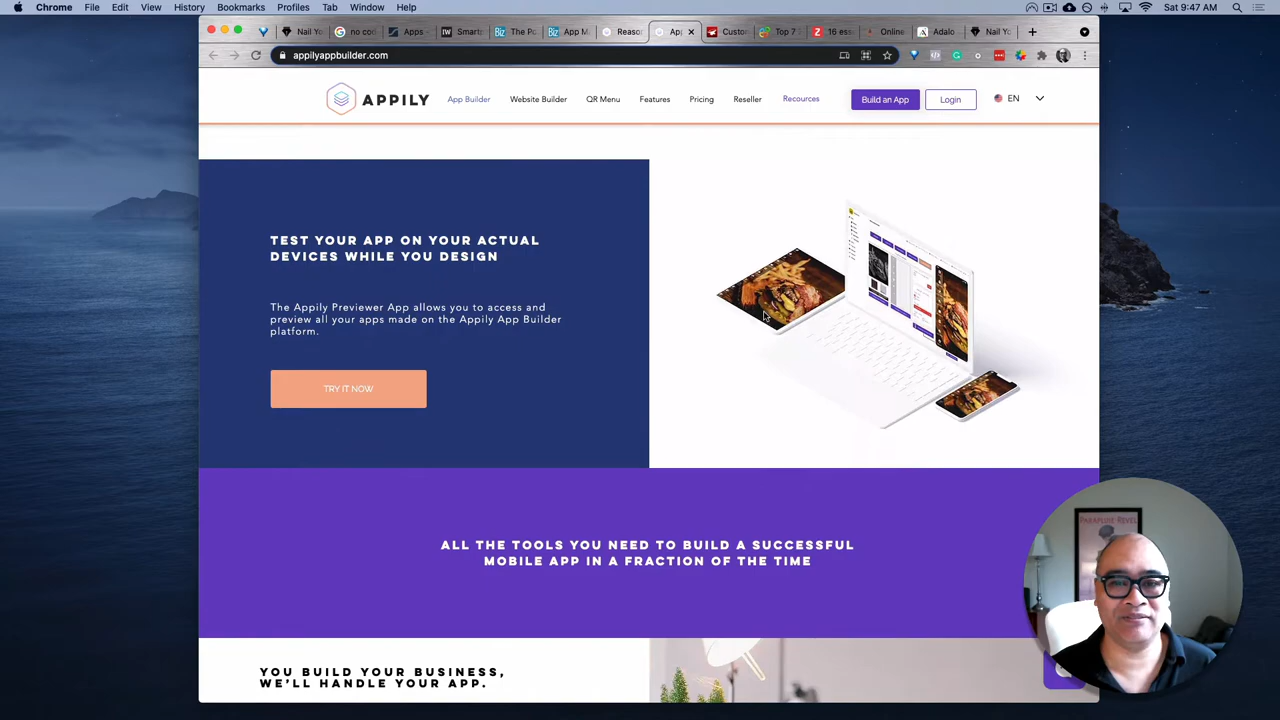 Chrome File Edit View History Bookmarks Profiles Tab Window Help
Sat 9:47 AM
Nail Yo
no cod
Apps -
Smart
The Po
App M
Reaso
App
Custo
Top 7
16 ess
Online
Adalo
Nail Yo
appilyappbuilder.com
APPILY
App Builder Website Builder QR Menu Features Pricing Reseller Recources Build an App Login EN
TEST YOUR APP ON YOUR ACTUAL
DEVICES WHILE YOU DESIGN
The Appily Previewer App allows you to access and
preview all your apps made on the Appily App Builder
platform.
TRY IT NOW
ALL THE TOOLS YOU NEED TO BUILD A SUCCESSFUL
MOBILE APP IN A FRACTION OF THE TIME
YOU BUILD YOUR BUSINESS,
WE'LL HANDLE YOUR APP.
PARAPLUIE-REVEL